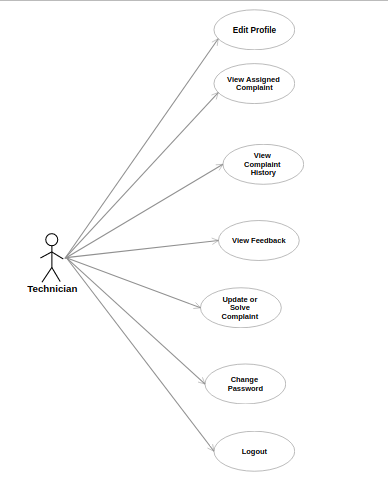 Edit Profile
View Assigned
Complaint
View
Complaint
History
View Feedback
Technician
Update or
Solve
Complaint
Change
Password
Logout